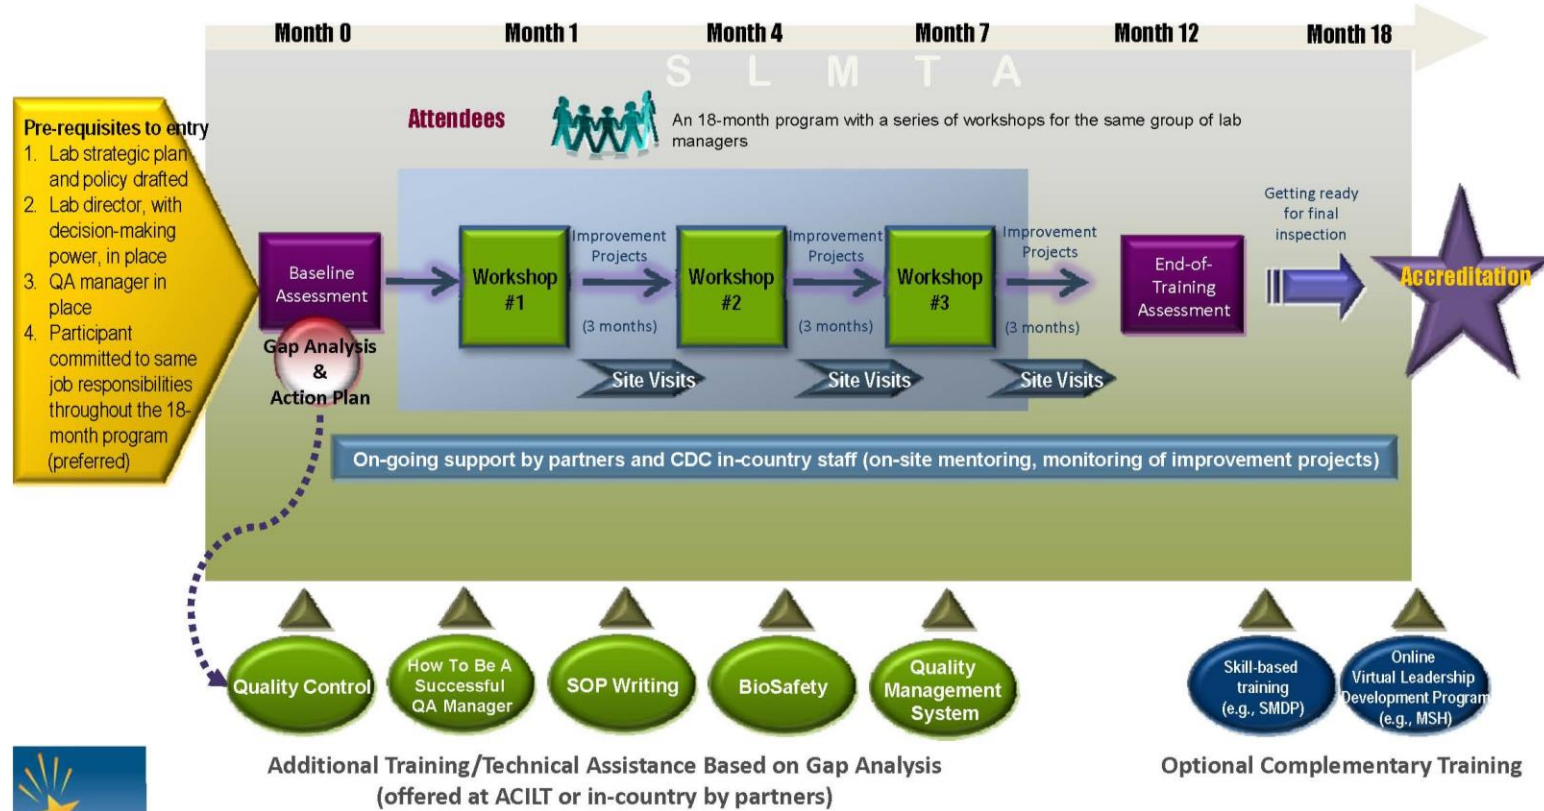 Month 0
Month 1
Month 4
Month 7
Month 12
Month 18
S L M T A
Pre-requisites to entry
1. Lab strategic plan
and policy drafted
2. Lab director, with
decision-making
power, in place
3. QA manager in
place
4. Participant
committed to same
job responsibilities
throughout the 18-
month program
(preferred)
Attendees
An 18-month program with a series of workshops for the same group of lab
managers
Baseline
Assessment
Gap Analysis
&
Action Plan
Workshop
#1
Improvement
Projects
(3 months)
Site Visits
Workshop
#2
Improvement
Projects
(3 months)
Site Visits
Workshop
#3
Improvement
Projects
(3 months)
Site Visits
End-of-
Training
Assessment
Getting ready
for final
inspection
Accreditation
On-going support by partners and CDC in-country staff (on-site mentoring, monitoring of improvement projects)
Quality Control
How To Be A
Successful
QA Manager
SOP Writing
BioSafety
Quality
Management
System
Skill-based
training
(e.g., SMDP)
Online
Virtual Leadership
Development Program
(e.g., MSH)
Additional Training/Technical Assistance Based on Gap Analysis
(offered at ACILT or in-country by partners)
Optional Complementary Training